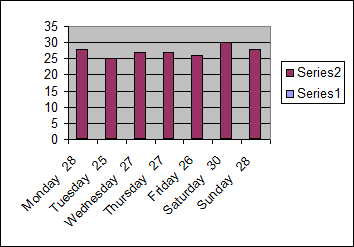 35
30
25
20
15
10
5
0
Monday 28
Tuesday 25
Wednesday 27
Thursday 27
Friday 26
Saturday 30
Sunday 28
Series2
Series1